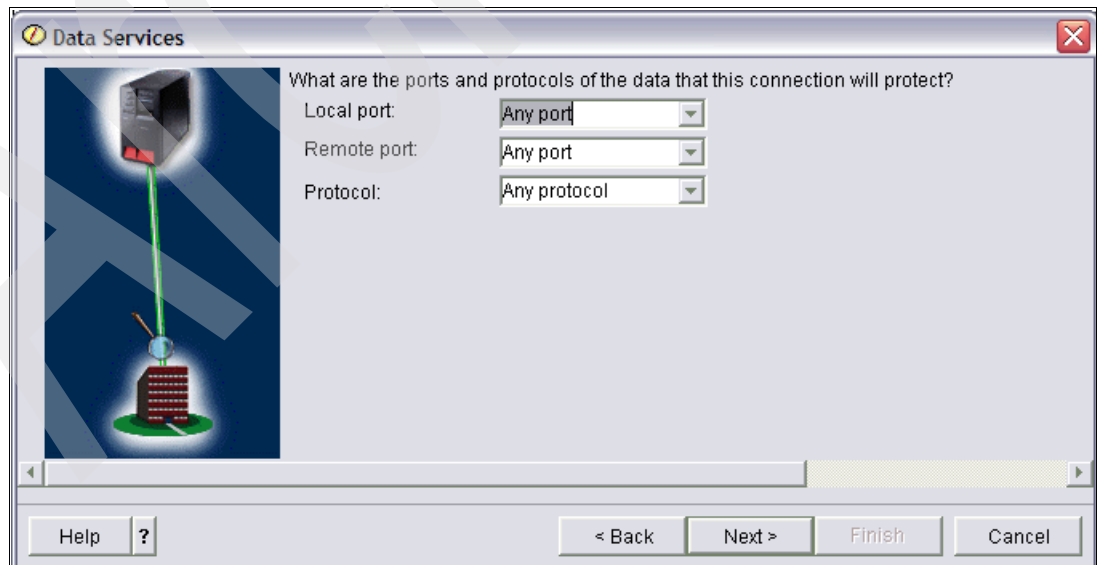 Data Services
What are the ports and protocols of the data that this connection will protect?
Local port: Any port
Remote port: Any port
Protocol: Any protocol
Help ? < Back Next > Finish Cancel